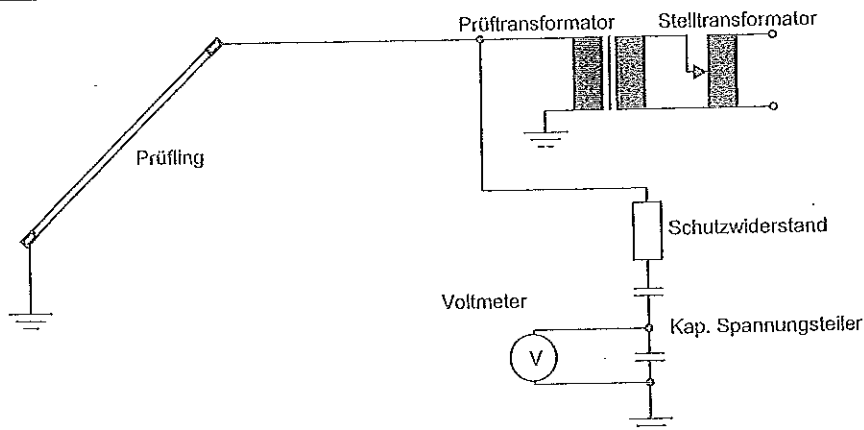 Prüftransformator
Stelltransformator
Prüfling
Schutzwiderstand
Voltmeter
Kap. Spannungsteiler
V